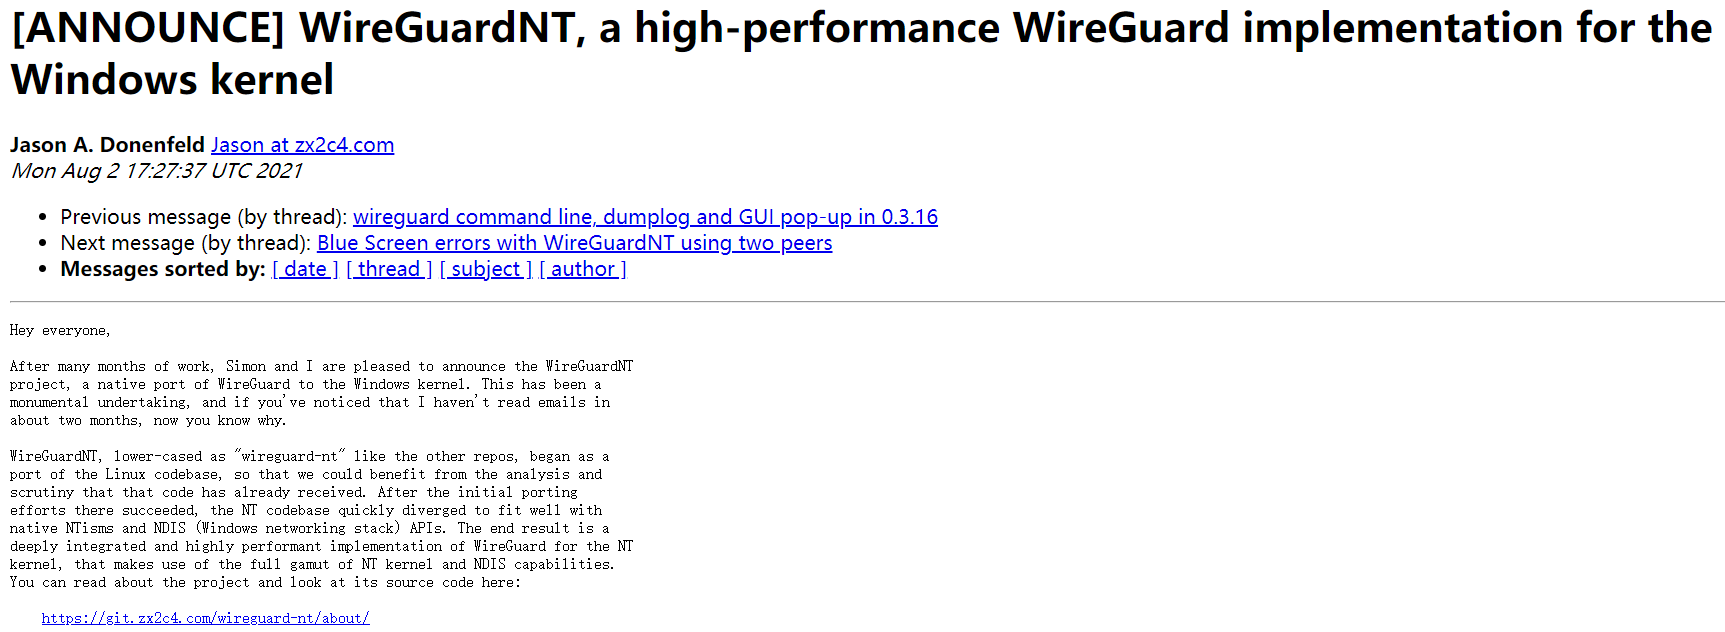 [ANNOUNCE] WireGuardNT, a high-performance WireGuard implementation for the
Windows kernel
Jason A. Donenfeld Jason at zx2c4.com
Mon Aug 2 17:27:37 UTC 2021
• Previous message (by thread): wireguard command line, dumplog and GUI pop-up in 0.3.16
• Next message (by thread): Blue Screen errors with WireGuardNT using two peers
• Messages sorted by: [ date ] [ thread ] [ subject ] [ author ]
Hey everyone,
After many months of work, Simon and I are pleased to announce the WireGuardNT
project, a native port of WireGuard to the Windows kernel. This has been a
monumental undertaking, and if you've noticed that I haven't read emails in
about two months, now you know why.
WireGuardNT, lower-cased as "wireguard-nt" like the other repos, began as a
port of the Linux codebase, so that we could benefit from the analysis and
scrutiny that that code has already received. After the initial porting
efforts there succeeded, the NT codebase quickly diverged to fit well with
native NTisms and NDIS (Windows networking stack) APIs. The end result is a
deeply integrated and highly performant implementation of WireGuard for the NT
kernel, that makes use of the full gamut of NT kernel and NDIS capabilities.
You can read about the project and look at its source code here:
https://git.zx2c4.com/wireguard-nt/about/